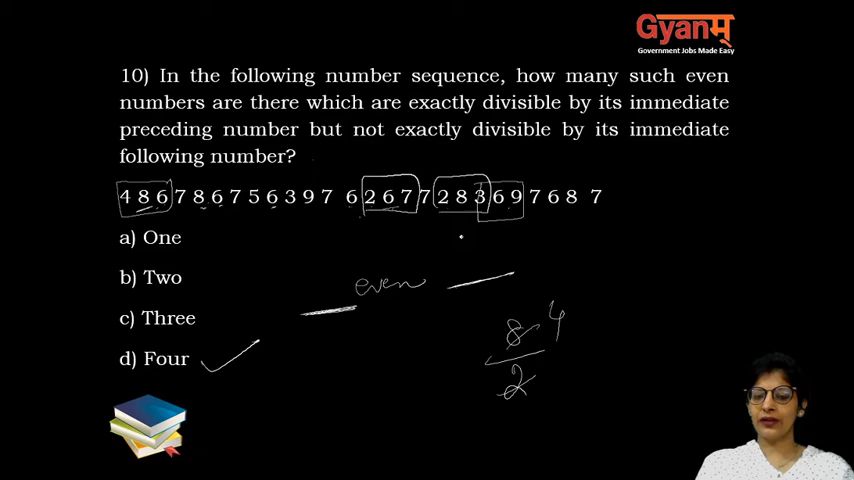 Gyanम्
Government Jobs Made Easy
10) In the following number sequence, how many such even
numbers are there which are exactly divisible by its immediate
preceding number but not exactly divisible by its immediate
following number?
4 8 6 7 8 6 7 5 6 3 9 7 6 2 6 7 7 2 8 3 6 9 7 6 8 7
a) One
b) Two
even
c) Three
8 4
2
d) Four